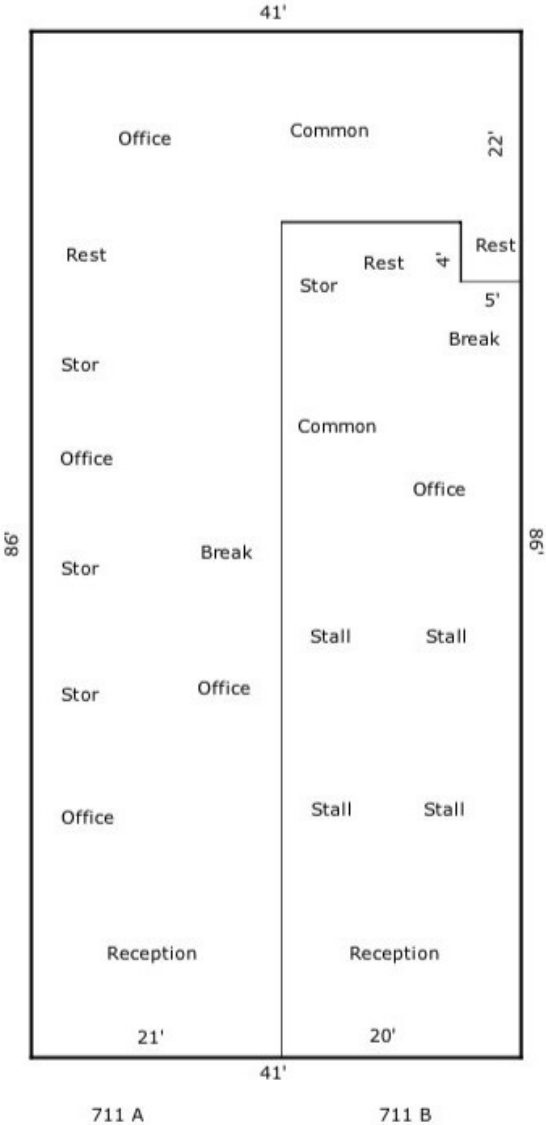 41'
Office
Common
22'
Rest
Rest
Rest
4'
Stor
5'
Break
Stor
Common
Office
Office
86'
Break
86'
Stor
Stall
Stall
Stor
Office
Office
Stall
Stall
Reception
Reception
21'
20'
41'
711 A
711 B